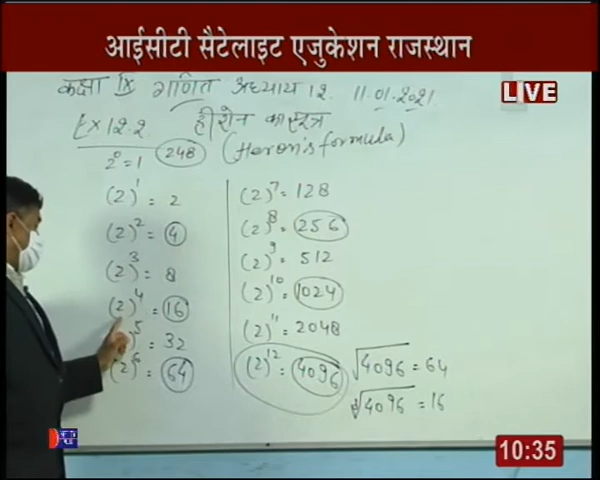 आईसीटी सैटेलाइट एजुकेशन राजस्थान
कक्षा IX गणित अध्याय 12. 11.01.2021.
LIVE
Ex 12.2 हीरोन का सूत्र
2⁰ = 1 248 (Heron's formula)
(2)¹ = 2
(2)² = 4
(2)³ = 8
(2)⁴ = 16
)⁵ = 32
(2)⁶ = 64
(2)⁷ = 128
(2)⁸ = 256
(2)⁹ = 512
(2)¹⁰ = 1024
(2)¹¹ = 2048
(2)¹² = 4096 √4096 = 64
√4096 = 16
10:35